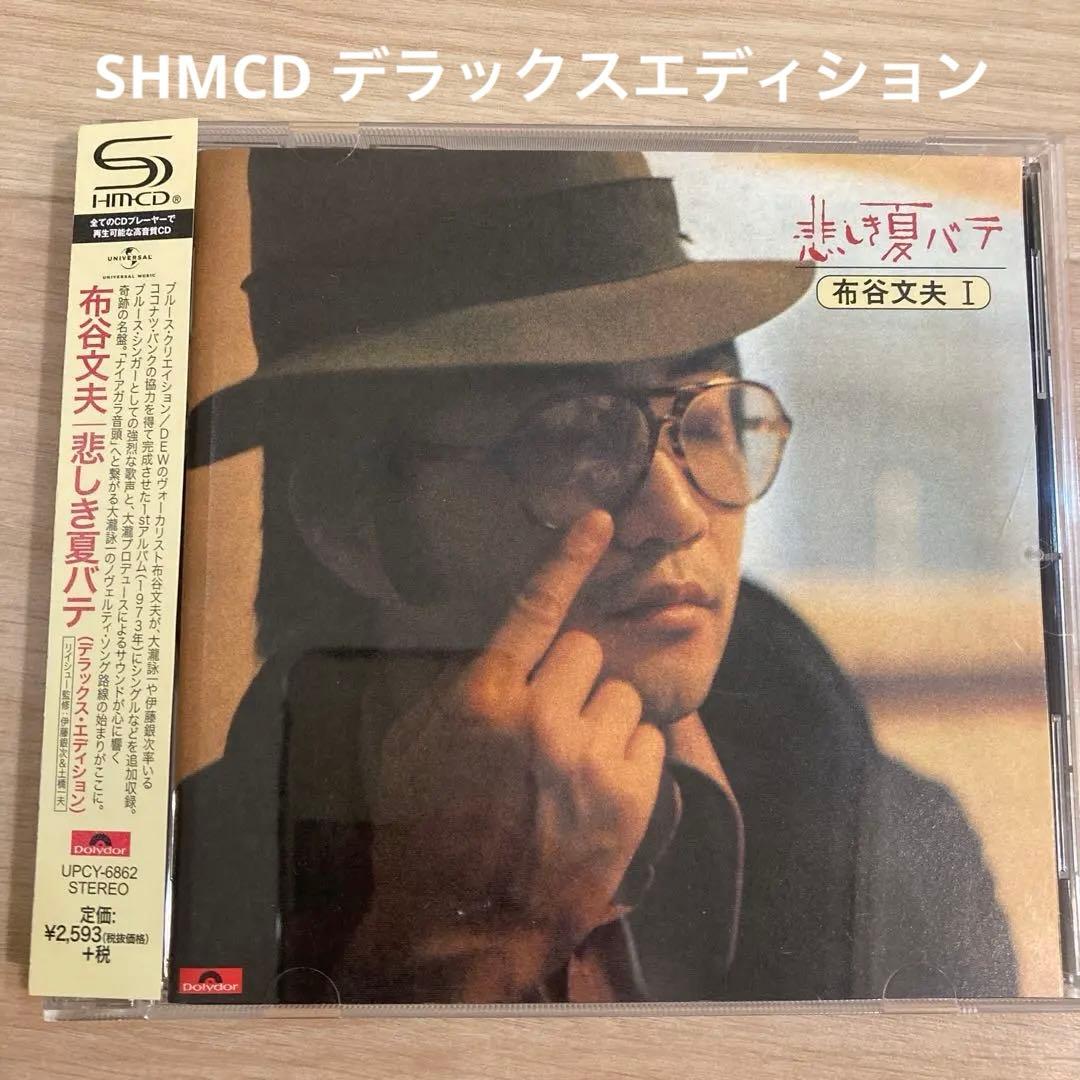 SHMCD デラックスエディション
SHM-CD®
全てのCDプレーヤーで
再生可能な高音質CD
UNIVERSAL
UNIVERSAL MUSIC
布谷文夫│悲しき夏バテ(デラックス・エディション)
ブルース・クリエイション/DEWのヴォーカリスト布谷文夫が、大瀧詠一や伊藤銀次率いる
ココナツ・バンクの協力を得て完成させた1stアルバム(1973年)にシングルなどを追加収録。
ブルース・シンガーとしての強烈な歌声と、大瀧プロデュースによるサウンドが心に響く
奇跡の名盤。「ナイアガラ音頭」へと繋がる大瀧詠一のノヴェルティ・ソング路線の始まりがここに。
リイシュー監修:伊藤銀次&土橋一夫
Polydor
UPCY-6862
STEREO
定価:
¥2,593(税抜価格)
+税
悲しき夏バテ
布谷文夫 I
Polydor